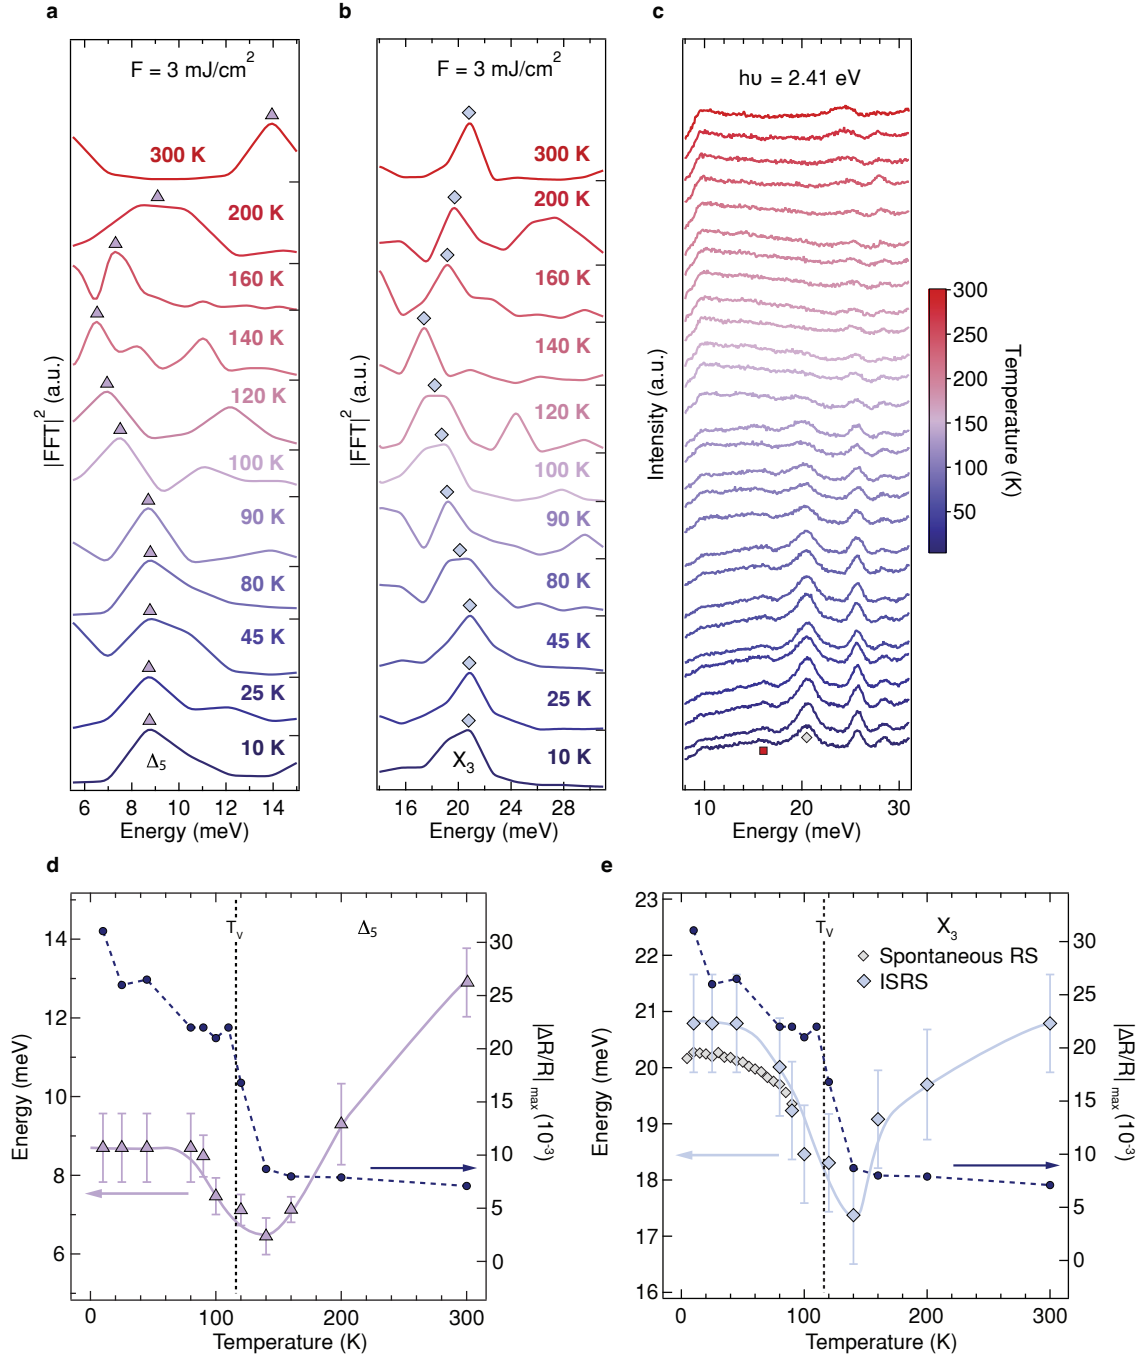 a
F = 3 mJ/cm²
300 K
200 K
160 K
140 K
120 K
100 K
90 K
80 K
45 K
25 K
10 K
Δ₅
|FFT|² (a.u.)
6 8 10 12 14
Energy (meV)
b
F = 3 mJ/cm²
300 K
200 K
160 K
140 K
120 K
100 K
90 K
80 K
45 K
25 K
10 K
X₃
|FFT|² (a.u.)
16 20 24 28
Energy (meV)
c
hυ = 2.41 eV
Intensity (a.u.)
10 20 30
Energy (meV)
300
250
200
150
100
50
Temperature (K)
d
Tᵥ
Δ₅
14
12
10
8
6
Energy (meV)
30
25
20
15
10
5
0
|ΔR/R|max (10⁻³)
0 100 200 300
Temperature (K)
e
Tᵥ
X₃
Spontaneous RS
ISRS
23
22
21
20
19
18
17
16
Energy (meV)
30
25
20
15
10
5
0
|ΔR/R|max (10⁻³)
0 100 200 300
Temperature (K)